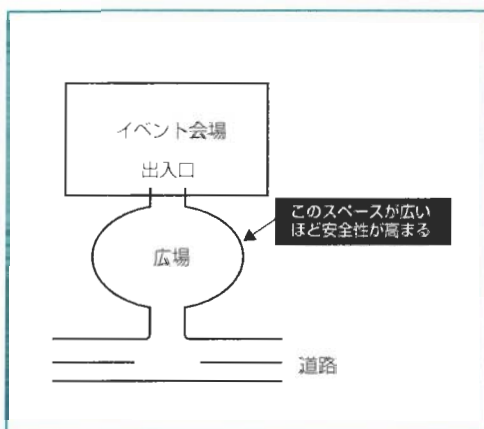 イベント会場
出入口
このスペースが広い
ほど安全性が高まる
広場
道路